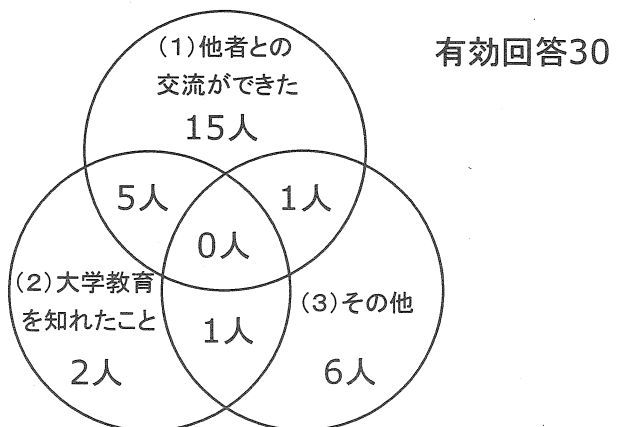 (1)他者との
交流ができた
15人
有効回答30
5人
1人
0人
(2)大学教育
を知れたこと
2人
1人
(3)その他
6人